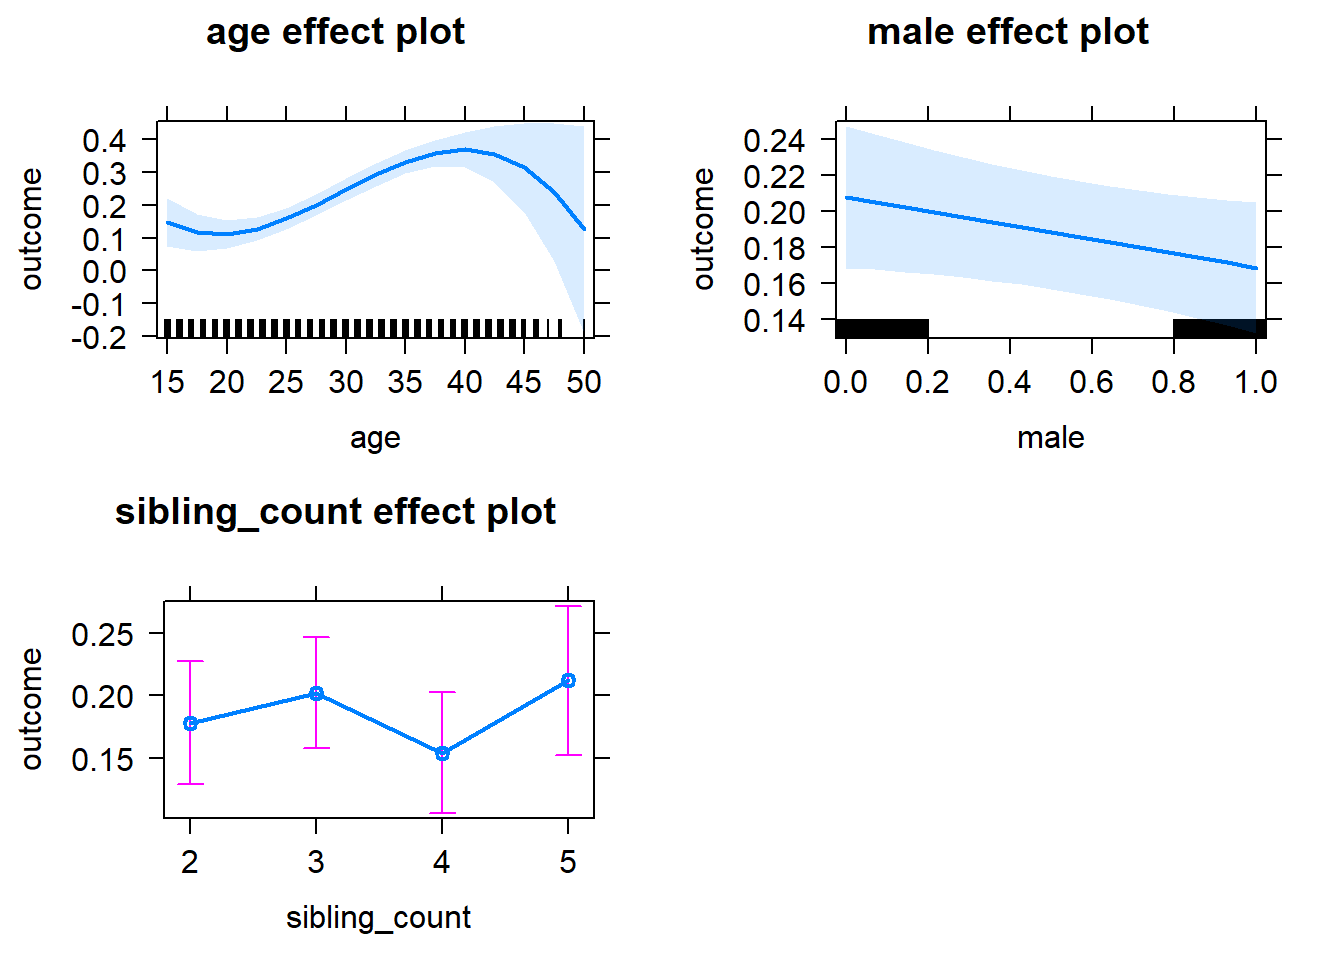 age effect plot
outcome
0.4
0.3
0.2
0.1
0.0
-0.1
-0.2
15 20 25 30 35 40 45 50
age
male effect plot
outcome
0.24
0.22
0.20
0.18
0.16
0.14
0.0 0.2 0.4 0.6 0.8 1.0
male
sibling_count effect plot
outcome
0.25
0.20
0.15
2 3 4 5
sibling_count